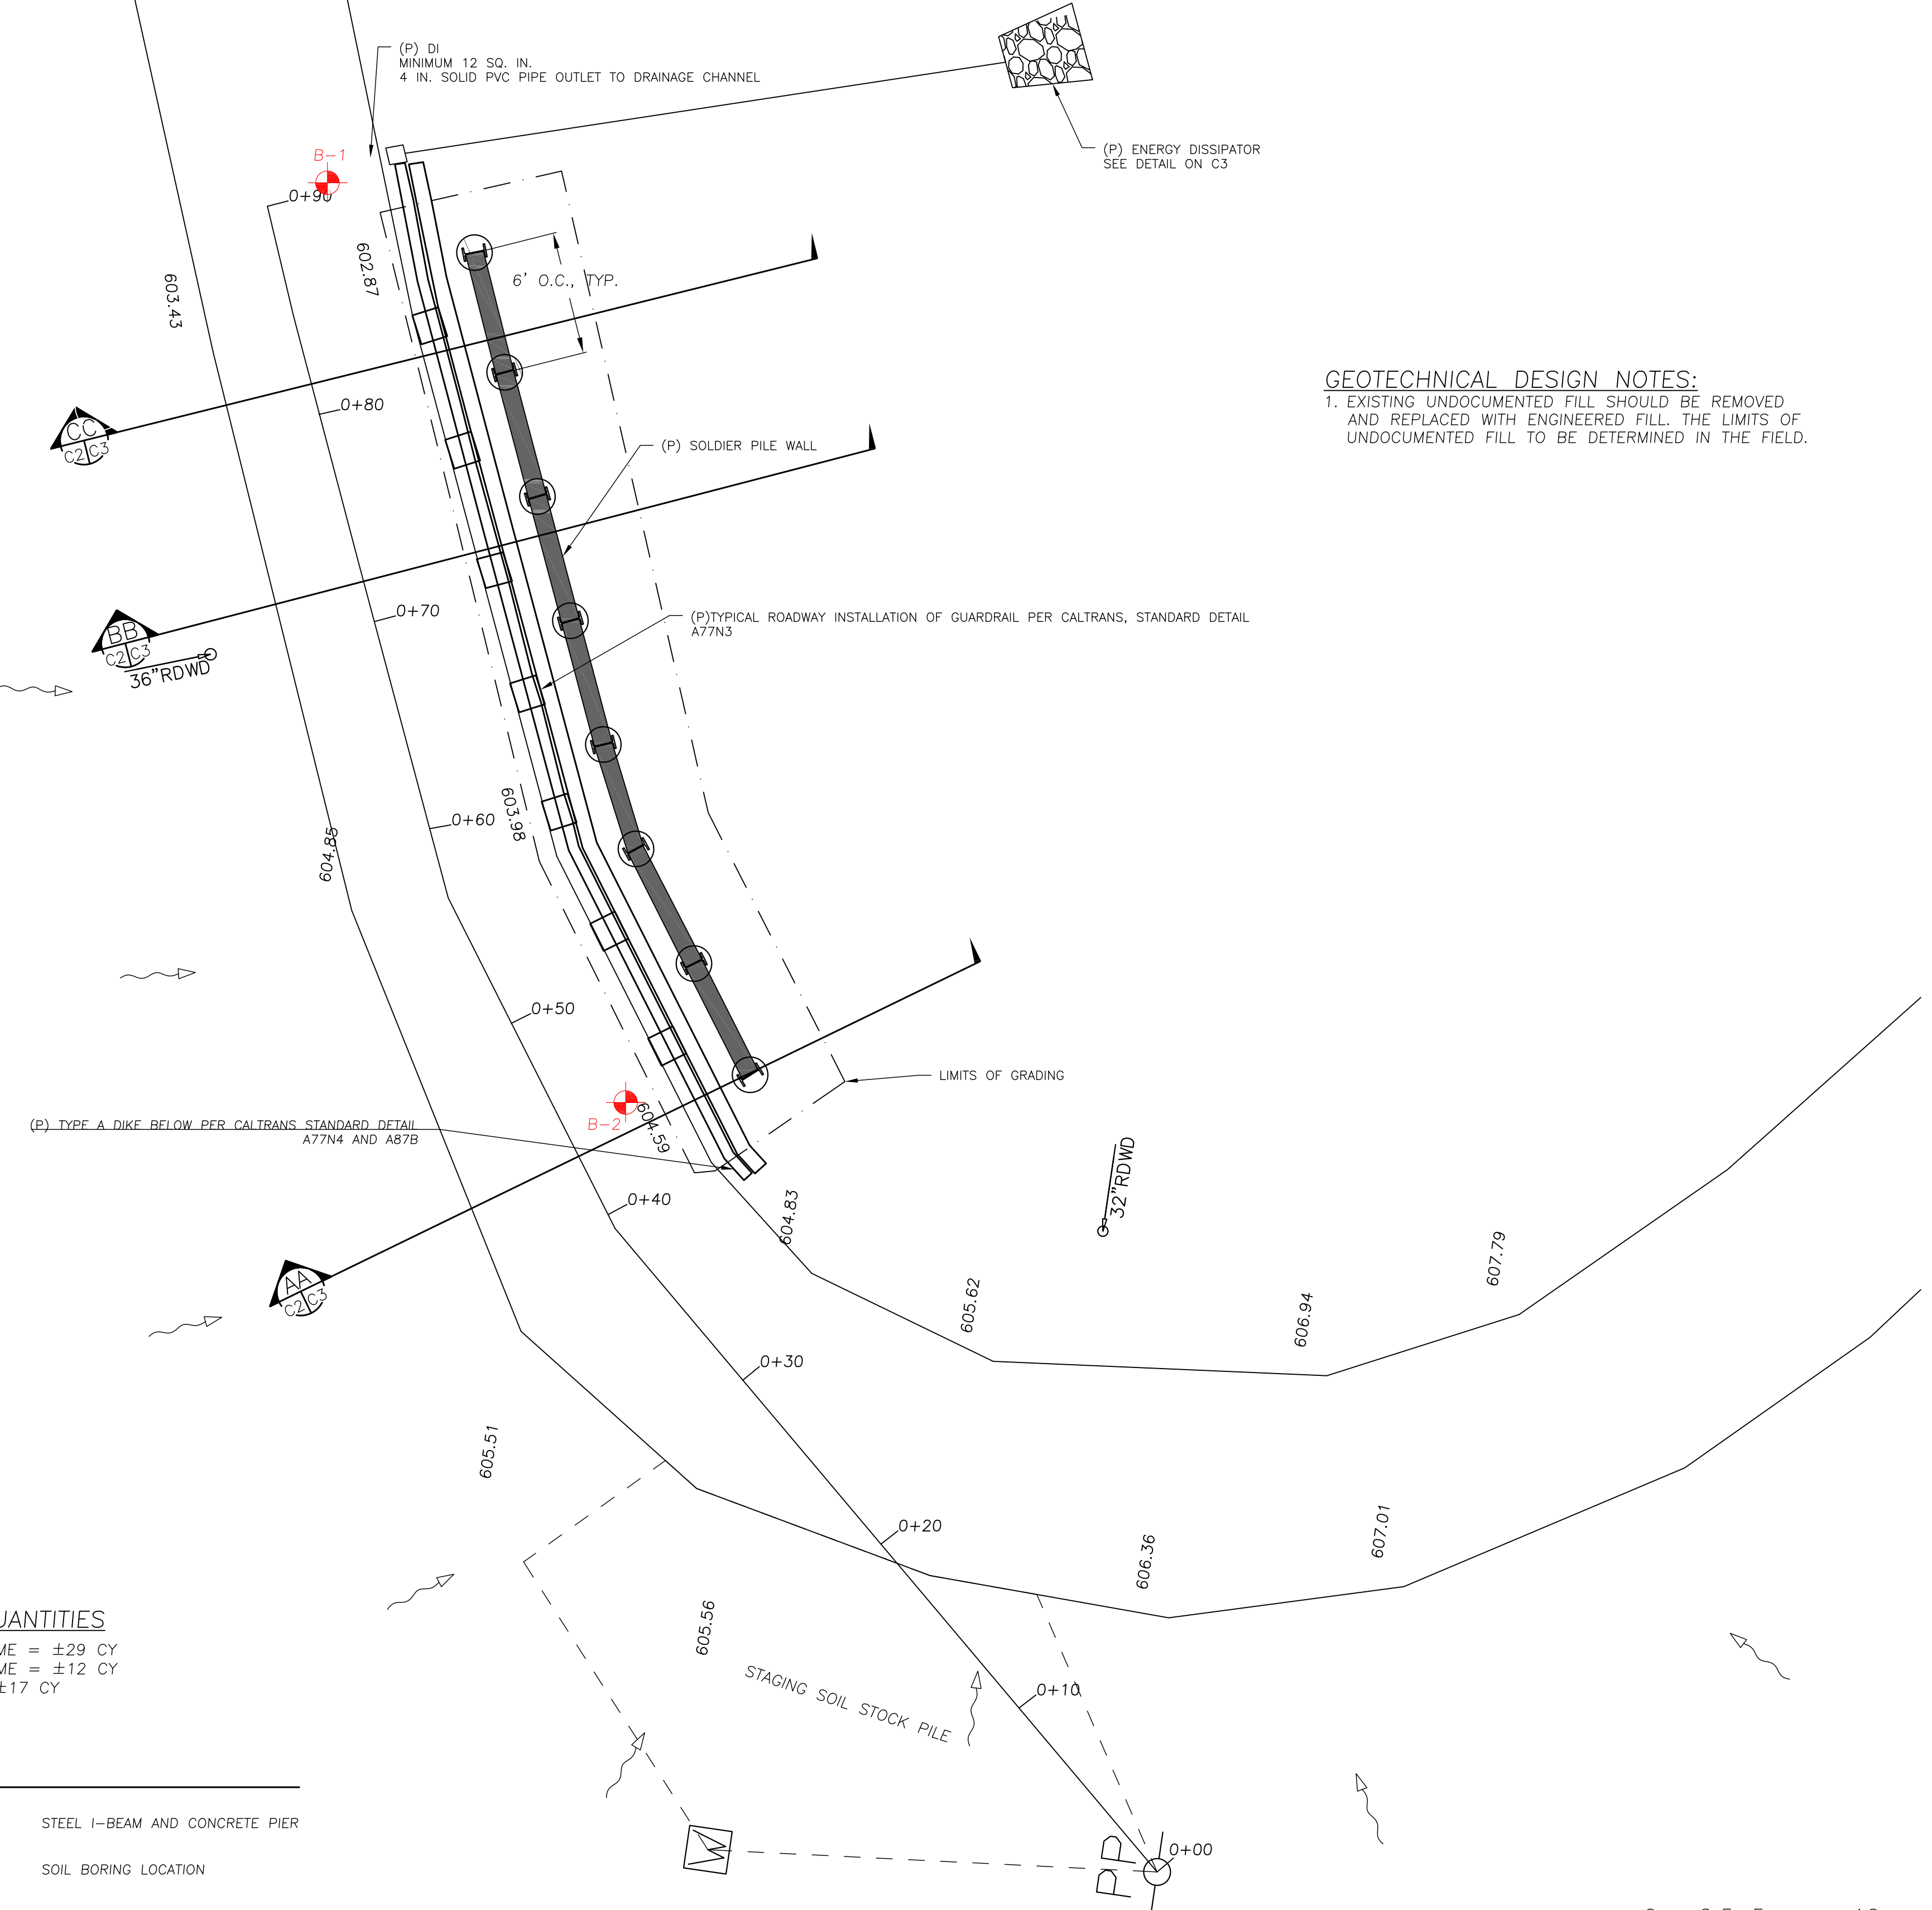 (P) DI
MINIMUM 12 SQ. IN.
4 IN. SOLID PVC PIPE OUTLET TO DRAINAGE CHANNEL
(P) ENERGY DISSIPATOR
SEE DETAIL ON C3
B-1
0+90
602.87
603.43
6' O.C., TYP.
GEOTECHNICAL DESIGN NOTES:
1. EXISTING UNDOCUMENTED FILL SHOULD BE REMOVED
AND REPLACED WITH ENGINEERED FILL. THE LIMITS OF
UNDOCUMENTED FILL TO BE DETERMINED IN THE FIELD.
0+80
CC
C2 C3
(P) SOLDIER PILE WALL
0+70
(P)TYPICAL ROADWAY INSTALLATION OF GUARDRAIL PER CALTRANS, STANDARD DETAIL
A77N3
BB
C2 C3
36"RDWD
603.98
0+60
604.85
0+50
LIMITS OF GRADING
B-2
604.59
(P) TYPE A DIKE BELOW PER CALTRANS STANDARD DETAIL
A77N4 AND A87B
32"RDWD
0+40
604.83
607.79
AA
C2 C3
605.62
606.94
0+30
605.51
0+20
606.36
607.01
UANTITIES
ME = ±29 CY
ME = ±12 CY
±17 CY
605.56
STAGING SOIL STOCK PILE
0+10
STEEL I-BEAM AND CONCRETE PIER
SOIL BORING LOCATION
W
PP
0+00